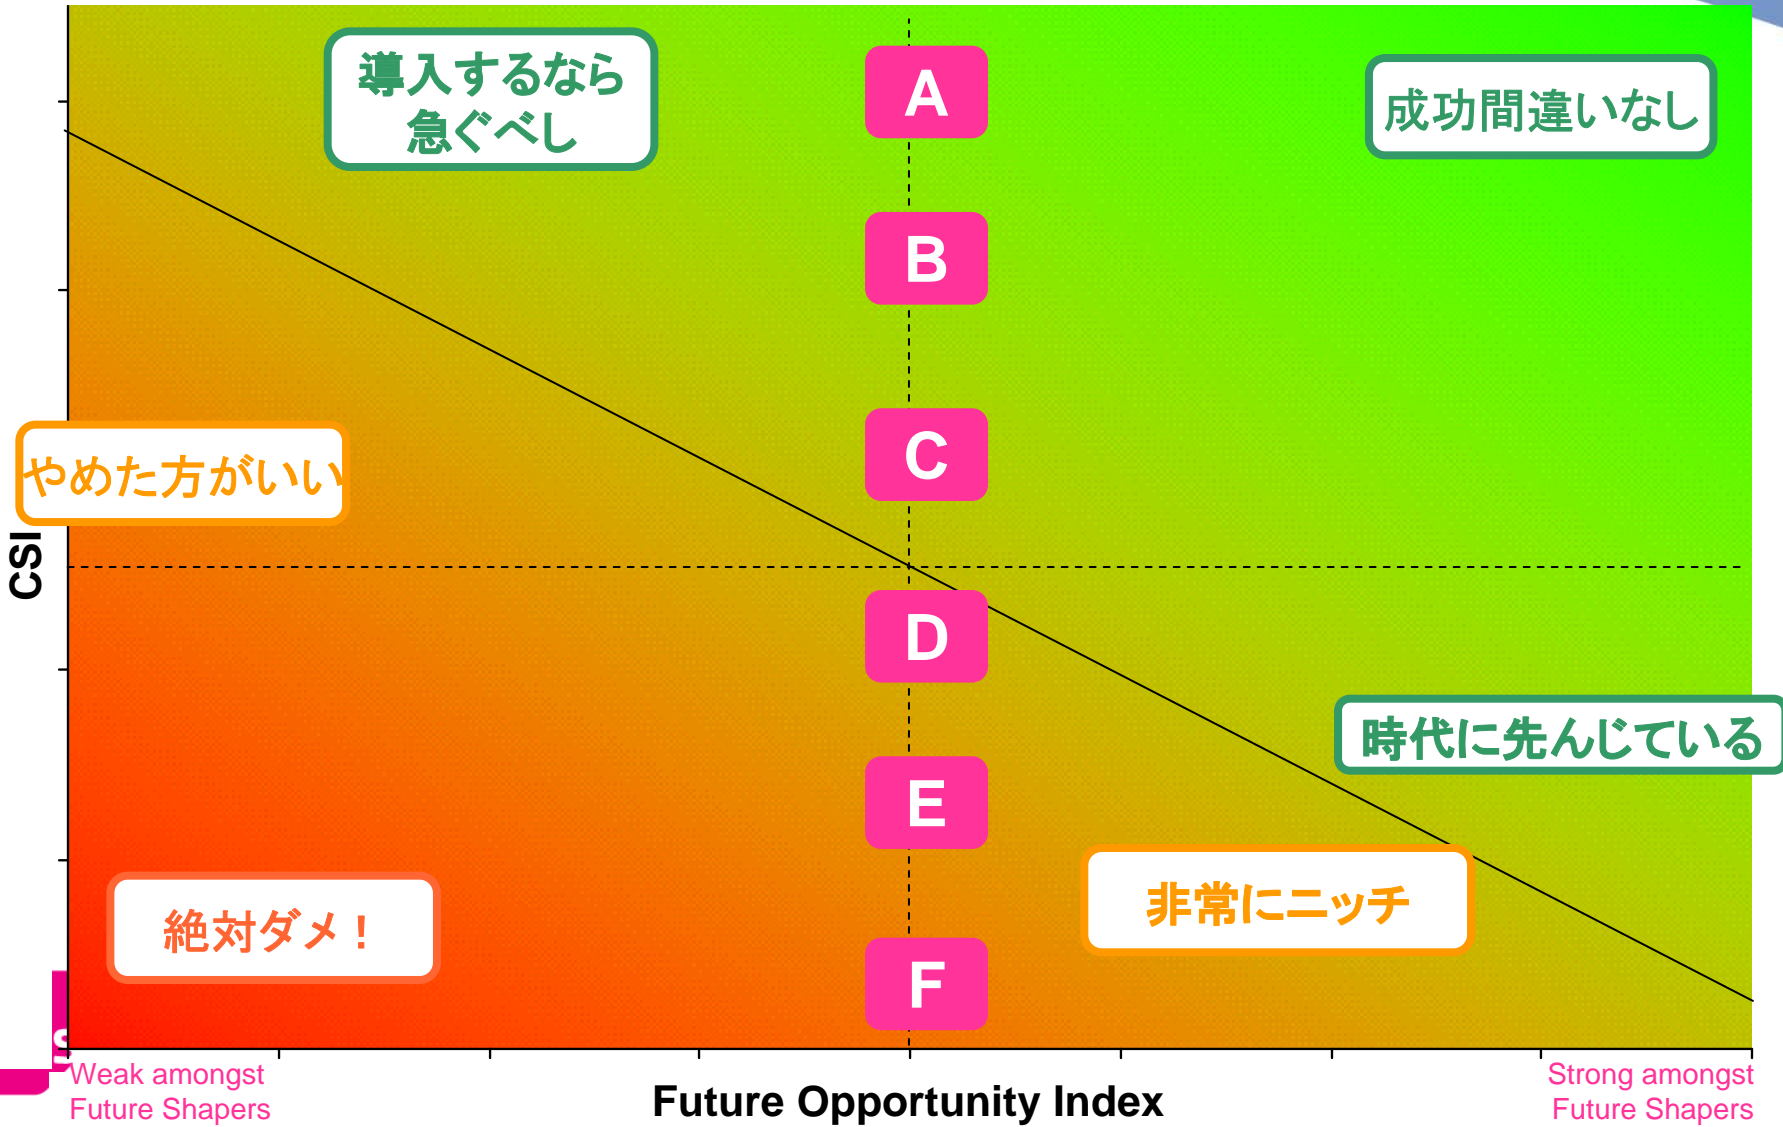 導入するなら
急ぐべし
A
成功間違いなし
B
C
やめた方がいい
CSI
D
時代に先んじている
E
非常にニッチ
絶対ダメ！
F
Weak amongst
Future Shapers
Future Opportunity Index
Strong amongst
Future Shapers